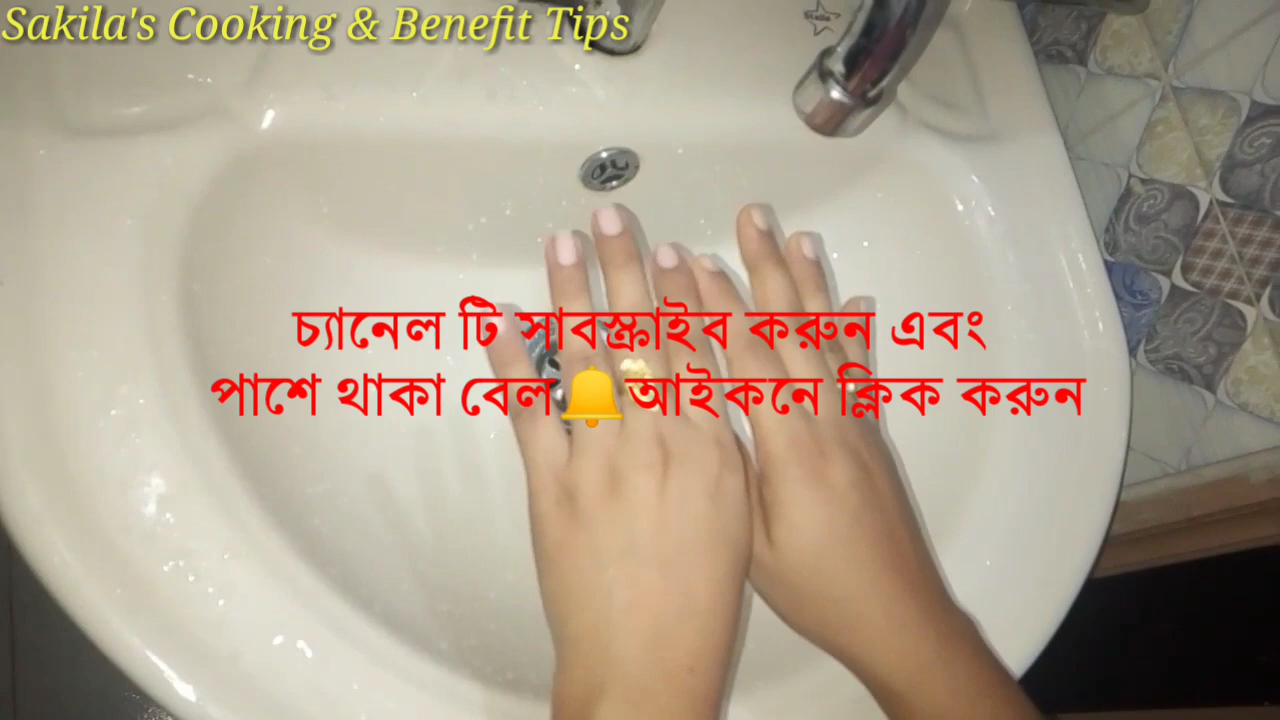 Sakila's Cooking & Benefit Tips
চ্যানেল টি সাবস্ক্রাইব করুন এবং
পাশে থাকা বেল🔔আইকনে ক্লিক করুন